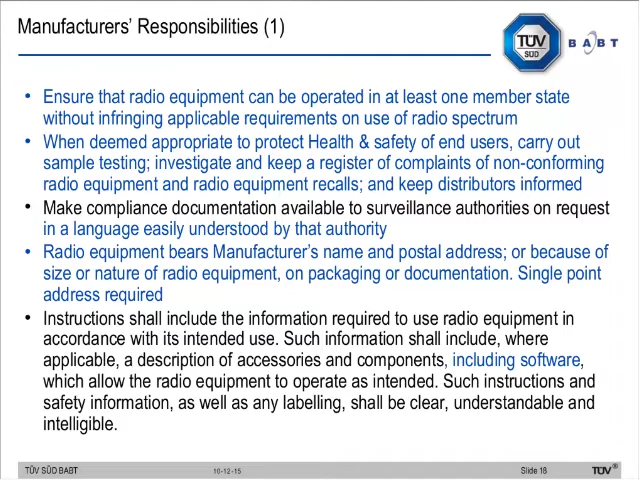 Manufacturers' Responsibilities (1)
TÜV
SÜD
BABT
• Ensure that radio equipment can be operated in at least one member state
without infringing applicable requirements on use of radio spectrum
• When deemed appropriate to protect Health & safety of end users, carry out
sample testing; investigate and keep a register of complaints of non-conforming
radio equipment and radio equipment recalls; and keep distributors informed
• Make compliance documentation available to surveillance authorities on request
in a language easily understood by that authority
• Radio equipment bears Manufacturer's name and postal address; or because of
size or nature of radio equipment, on packaging or documentation. Single point
address required
• Instructions shall include the information required to use radio equipment in
accordance with its intended use. Such information shall include, where
applicable, a description of accessories and components, including software,
which allow the radio equipment to operate as intended. Such instructions and
safety information, as well as any labelling, shall be clear, understandable and
intelligible.
TÜV SÜD BABT 10-12-15 Slide 18 TÜV®